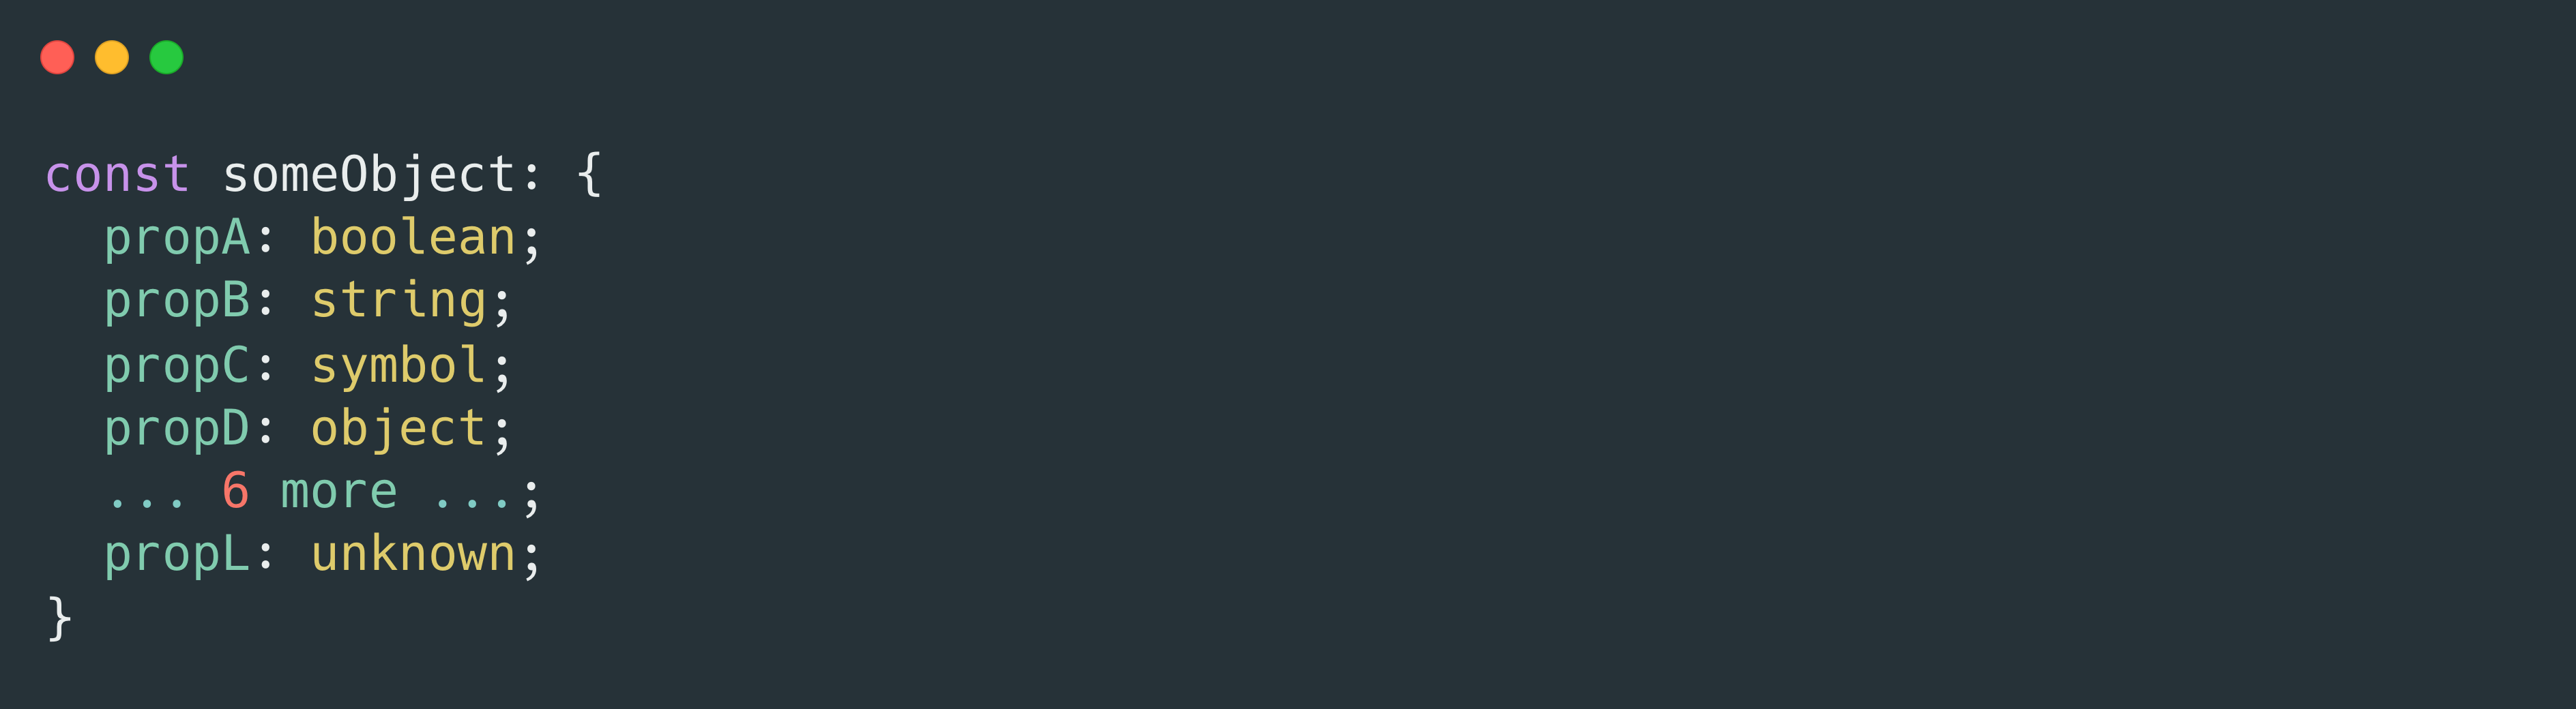 const someObject: {
  propA: boolean;
  propB: string;
  propC: symbol;
  propD: object;
  ... 6 more ...;
  propL: unknown;
}